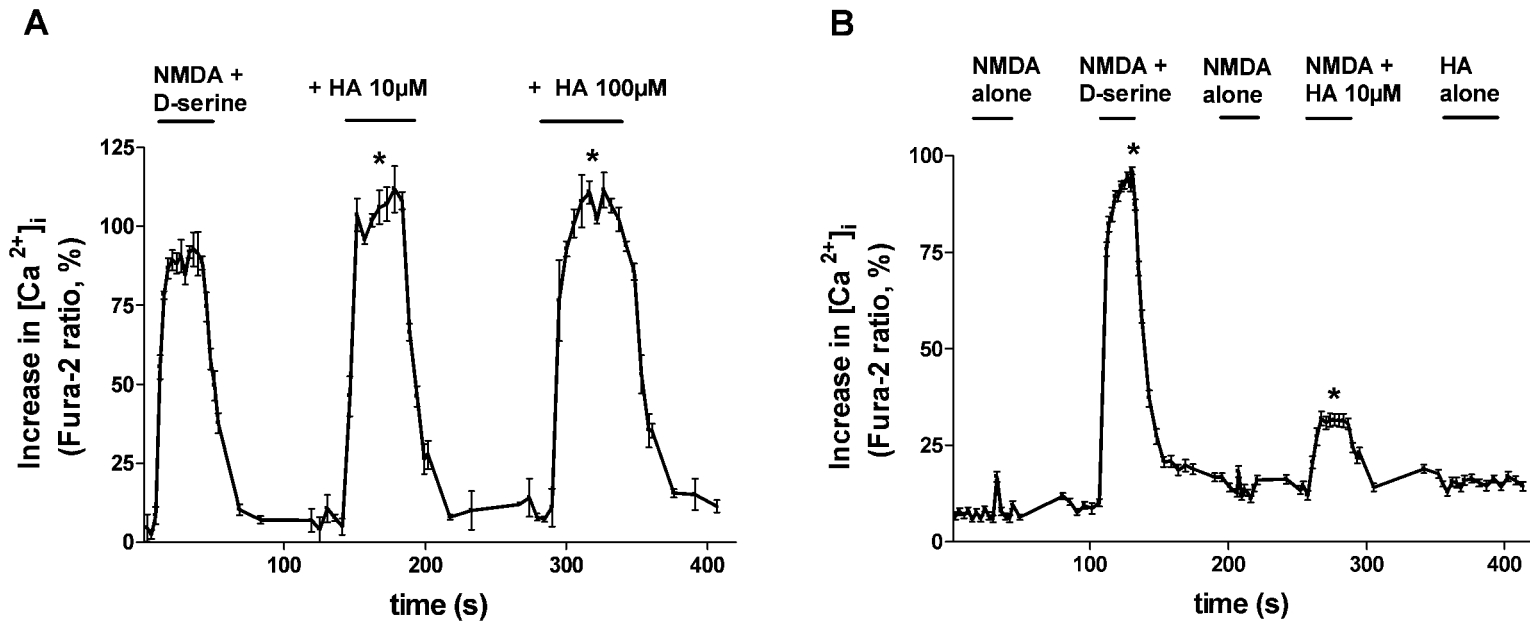 A
NMDA +
D-serine
+ HA 10µM
+ HA 100µM
*
*
125
100
75
50
25
0
Increase in [Ca 2+]i
(Fura-2 ratio, %)
100
200
300
400
time (s)
B
NMDA
alone
NMDA +
D-serine
NMDA
alone
NMDA +
HA 10µM
HA
alone
*
*
100
75
50
25
0
Increase in [Ca 2+]i
(Fura-2 ratio, %)
100
200
300
400
time (s)